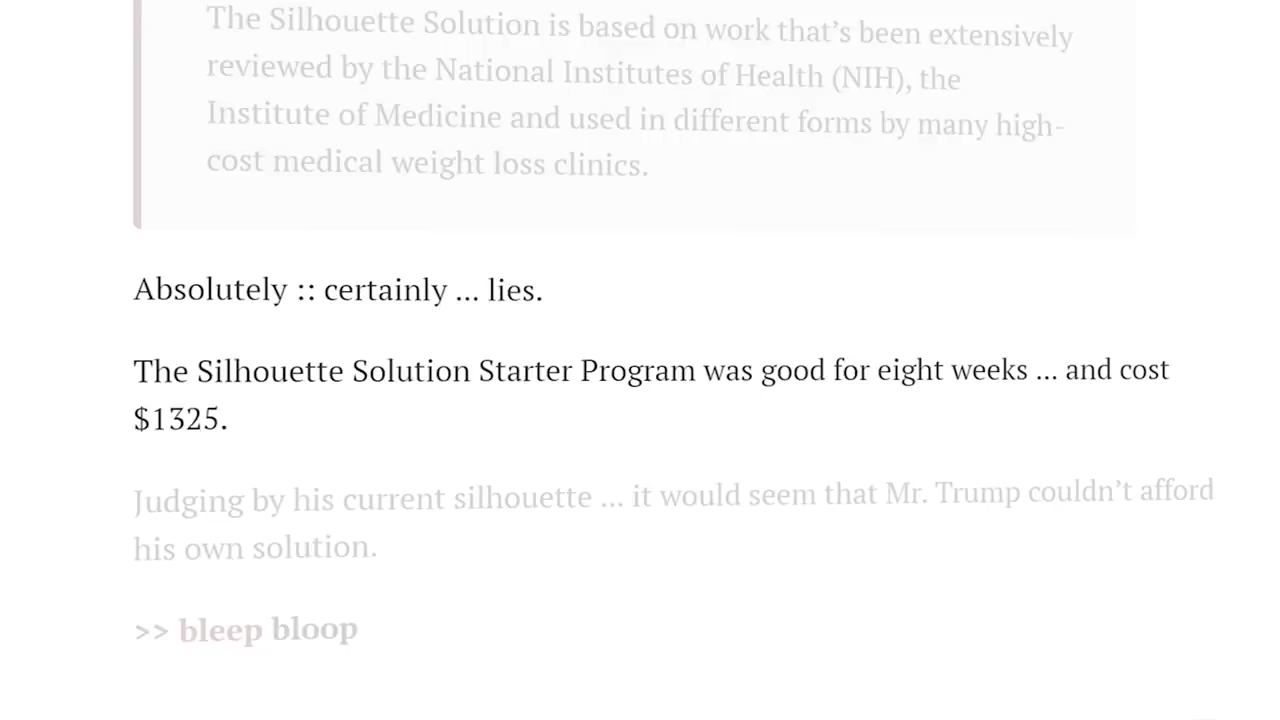 The Silhouette Solution is based on work that’s been extensively
reviewed by the National Institutes of Health (NIH), the
Institute of Medicine and used in different forms by many high-
cost medical weight loss clinics.
Absolutely :: certainly ... lies.
The Silhouette Solution Starter Program was good for eight weeks ... and cost
$1325.
Judging by his current silhouette ... it would seem that Mr. Trump couldn’t afford
his own solution.
>> bleep bloop